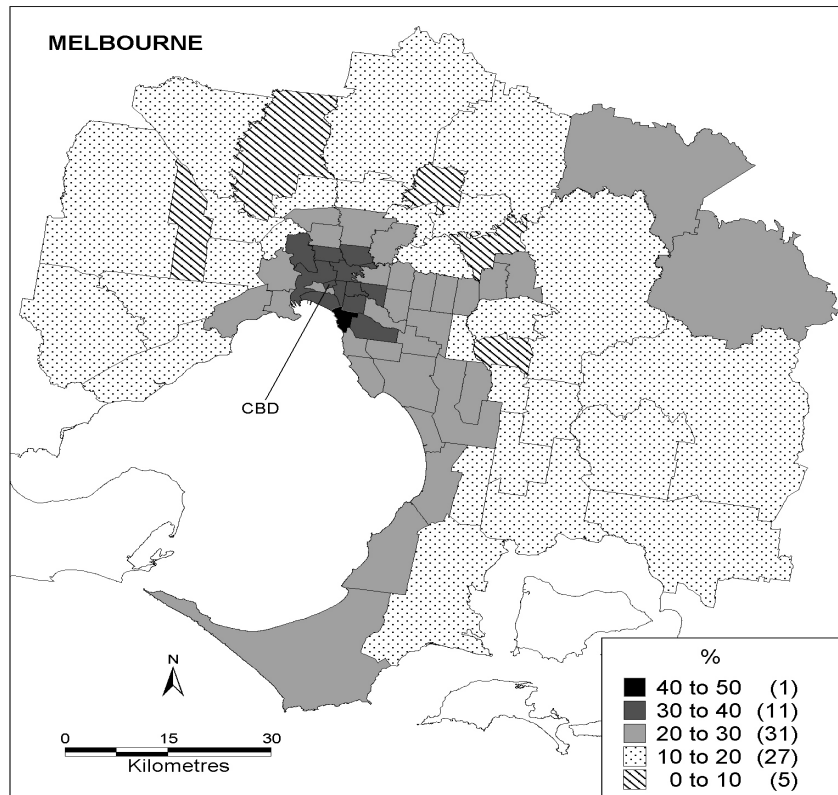 MELBOURNE
CBD
N
0 15 30
Kilometres
%
40 to 50 (1)
30 to 40 (11)
20 to 30 (31)
10 to 20 (27)
0 to 10 (5)